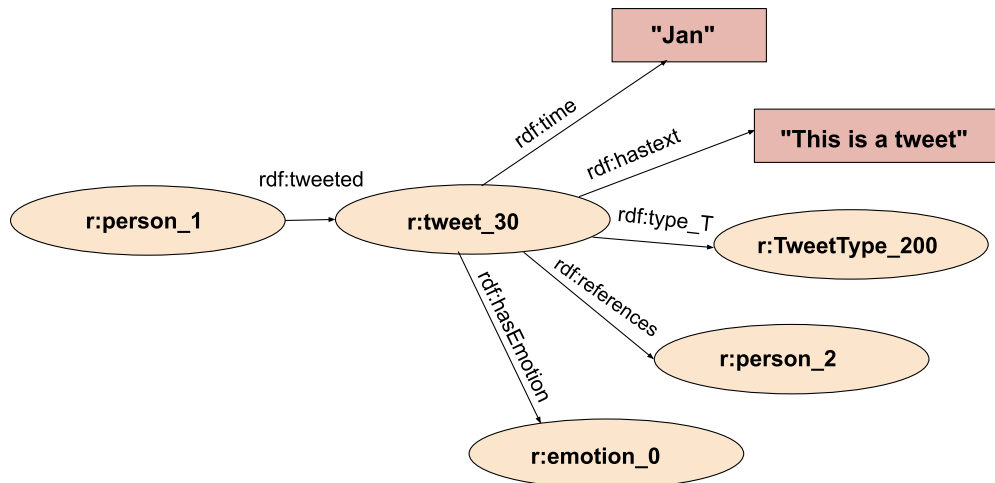 "Jan"
rdf:time
"This is a tweet"
rdf:hastext
rdf:tweeted
r:person_1
r:tweet_30
rdf:type_T
r:TweetType_200
rdf:references
rdf:hasEmotion
r:person_2
r:emotion_0